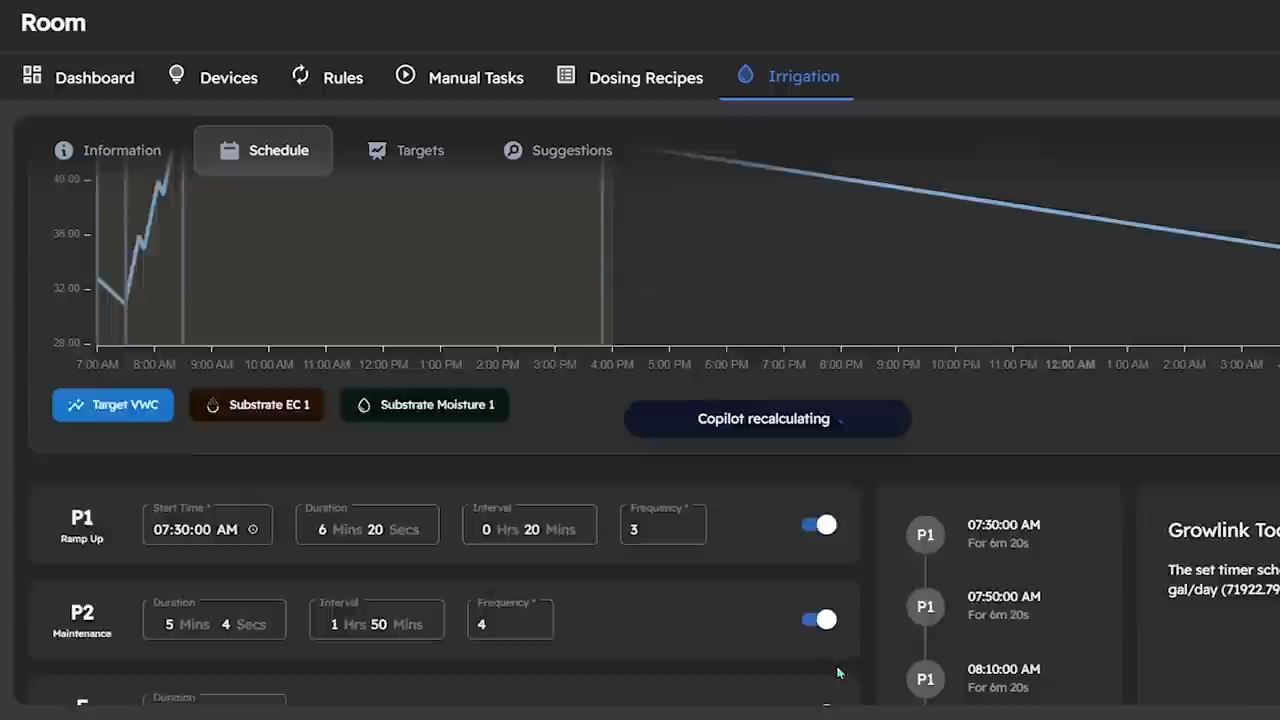 Room
Dashboard Devices Rules Manual Tasks Dosing Recipes Irrigation
Information Schedule Targets Suggestions
40.00
36.00
32.00
28.00
7:00 AM 8:00 AM 9:00 AM 10:00 AM 11:00 AM 12:00 PM 1:00 PM 2:00 PM 3:00 PM 4:00 PM 5:00 PM 6:00 PM 7:00 PM 8:00 PM 9:00 PM 10:00 PM 11:00 PM 12:00 AM 1:00 AM 2:00 AM 3:00 AM
Target VWC Substrate EC 1 Substrate Moisture 1
Copilot recalculating
P1
Ramp Up
Start Time *
07:30:00 AM
Duration
6 Mins 20 Secs
Interval
0 Hrs 20 Mins
Frequency *
3
P2
Maintenance
Duration
5 Mins 4 Secs
Interval
1 Hrs 50 Mins
Frequency *
4
Duration
P1
07:30:00 AM
For 6m 20s
P1
07:50:00 AM
For 6m 20s
P1
08:10:00 AM
For 6m 20s
Growlink Too
The set timer sch
gal/day (71922.79